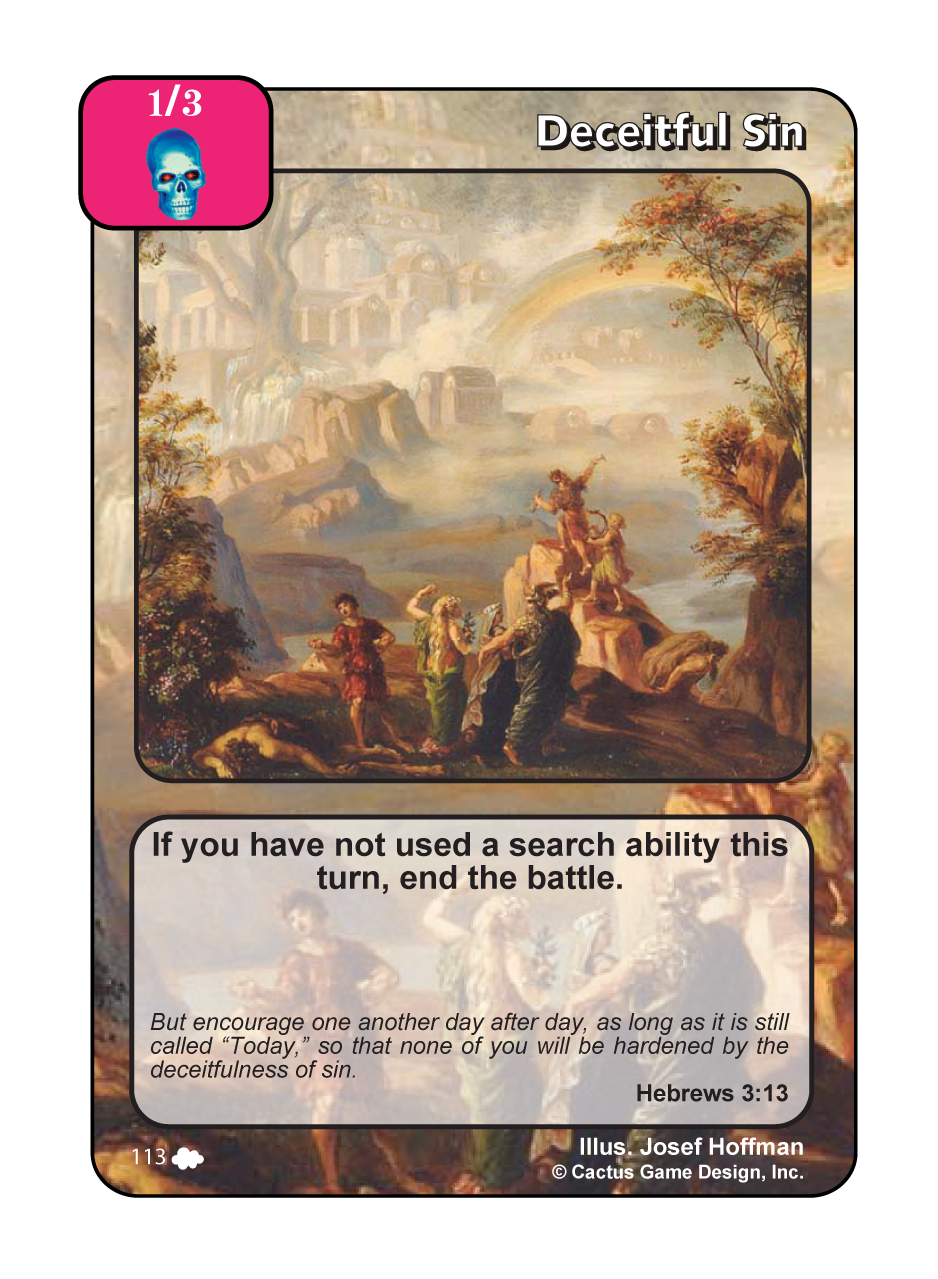 1/3
Deceitful Sin
If you have not used a search ability this
turn, end the battle.
But encourage one another day after day, as long as it is still
called “Today,” so that none of you will be hardened by the
deceitfulness of sin.
Hebrews 3:13
113
Illus. Josef Hoffman
© Cactus Game Design, Inc.